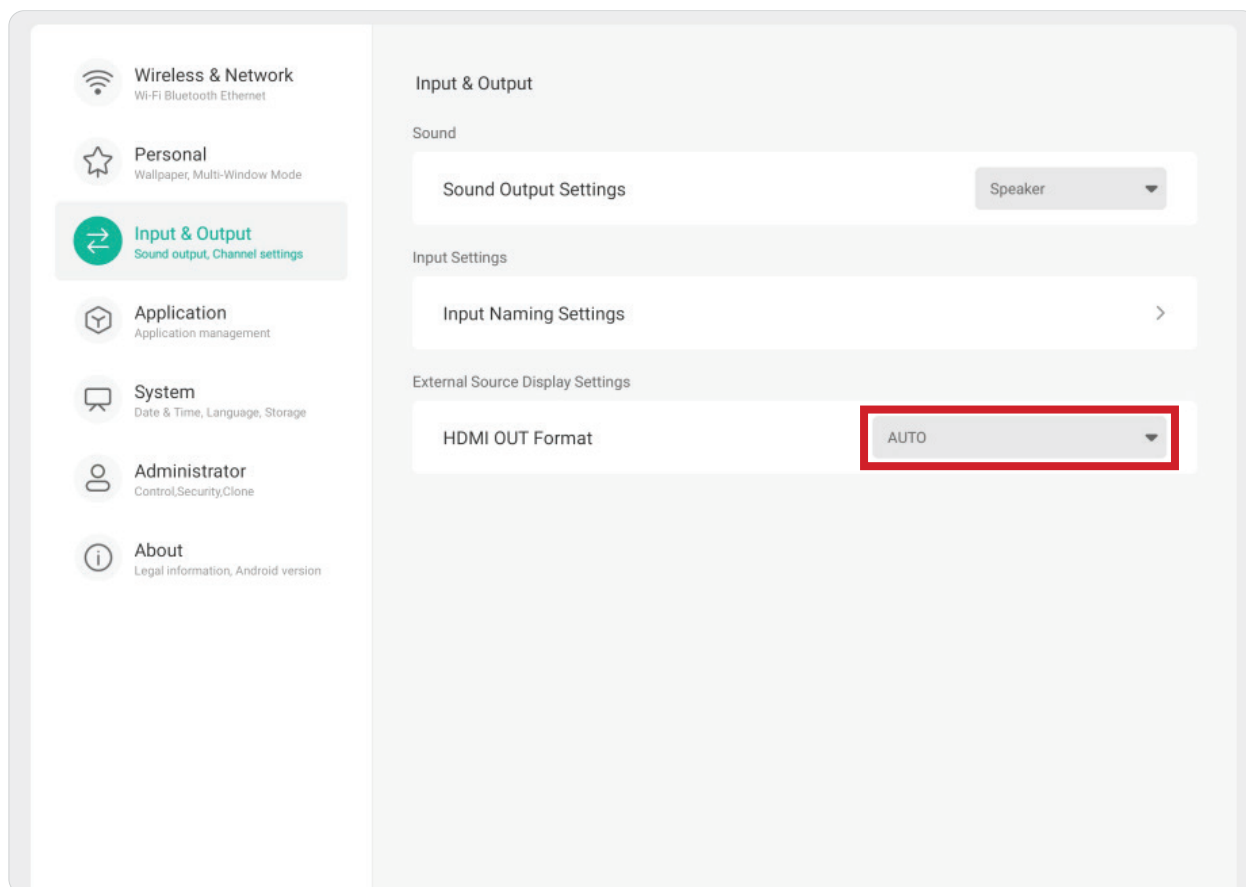 Wireless & Network
Wi-Fi Bluetooth Ethernet
Personal
Wallpaper, Multi-Window Mode
Input & Output
Sound output, Channel settings
Application
Application management
System
Date & Time, Language, Storage
Administrator
Control,Security,Clone
About
Legal information, Android version
Input & Output
Sound
Sound Output Settings
Speaker
Input Settings
Input Naming Settings
External Source Display Settings
HDMI OUT Format
AUTO